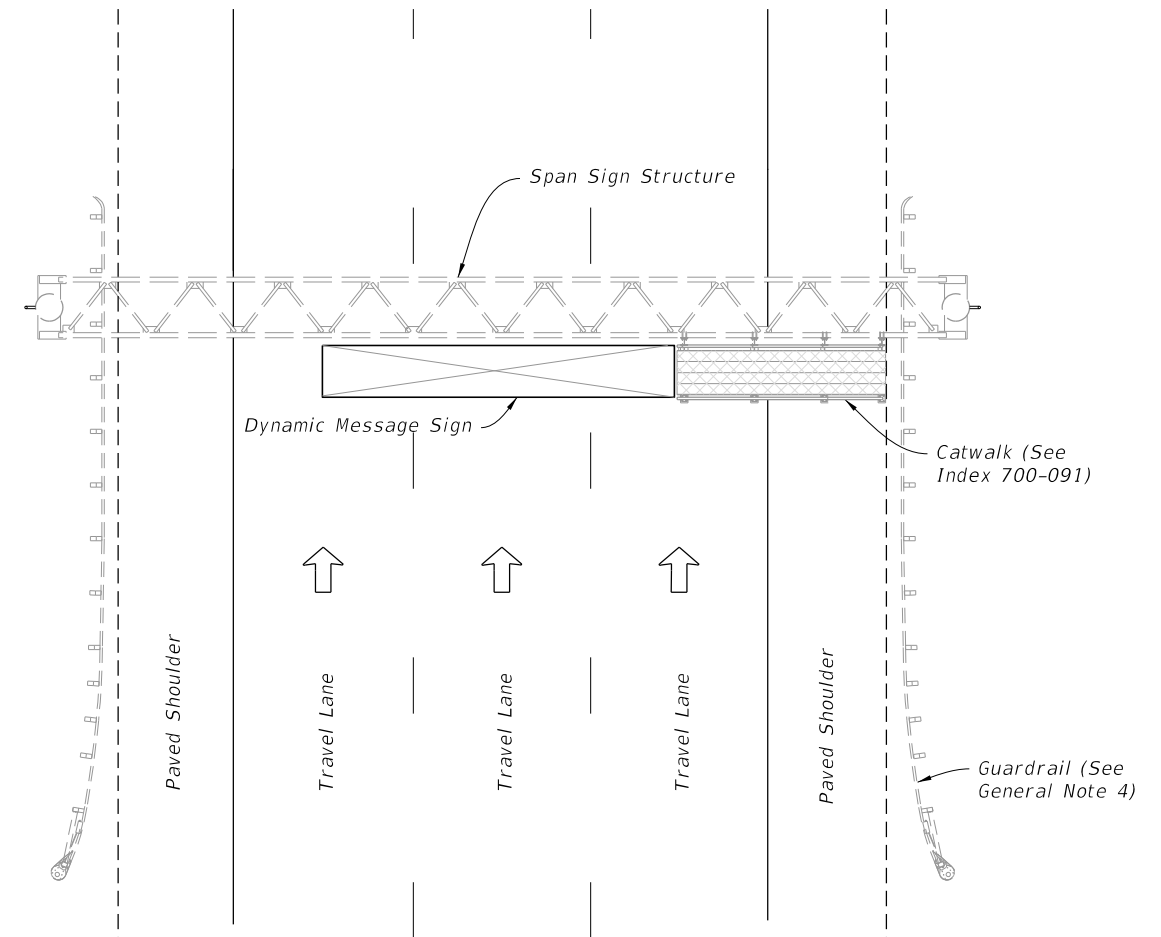 Span Sign Structure
Dynamic Message Sign
Catwalk (See
Index 700-091)
Paved Shoulder
Travel Lane
Travel Lane
Travel Lane
Paved Shoulder
Guardrail (See
General Note 4)